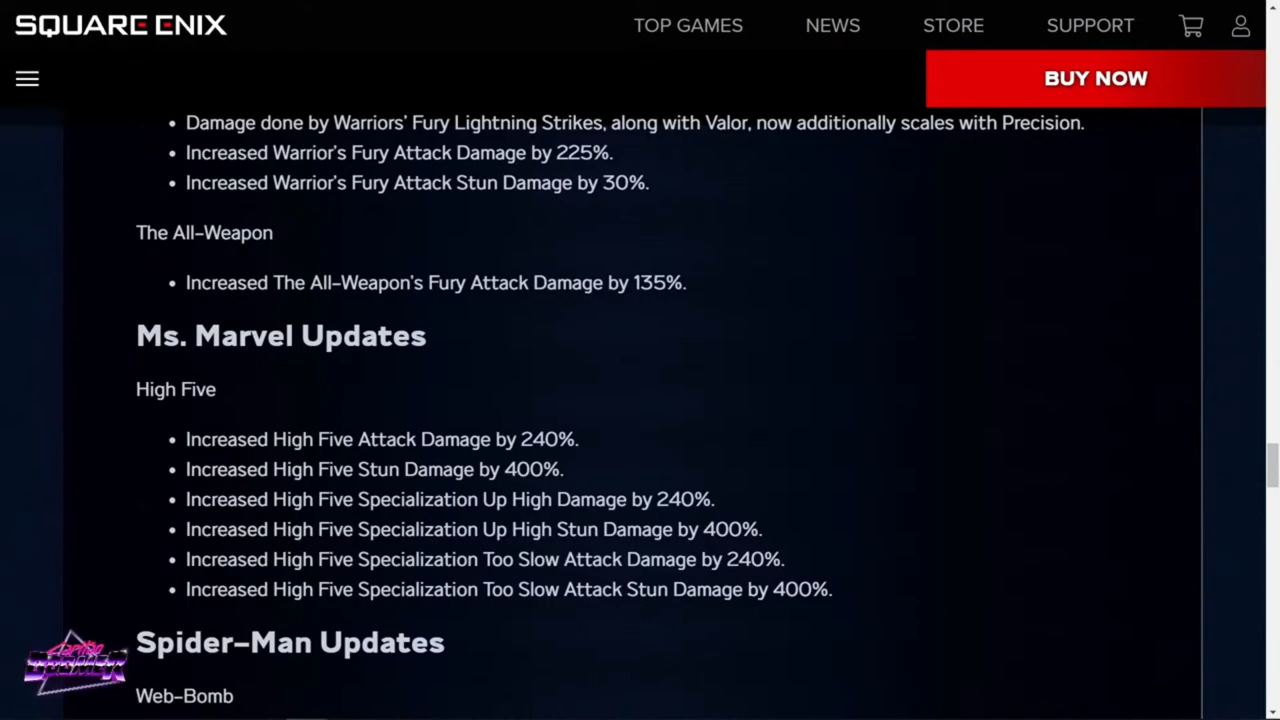 SQUARE ENIX
TOP GAMES NEWS STORE SUPPORT
BUY NOW
• Damage done by Warriors’ Fury Lightning Strikes, along with Valor, now additionally scales with Precision.
• Increased Warrior’s Fury Attack Damage by 225%.
• Increased Warrior’s Fury Attack Stun Damage by 30%.
The All-Weapon
• Increased The All-Weapon’s Fury Attack Damage by 135%.
Ms. Marvel Updates
High Five
• Increased High Five Attack Damage by 240%.
• Increased High Five Stun Damage by 400%.
• Increased High Five Specialization Up High Damage by 240%.
• Increased High Five Specialization Up High Stun Damage by 400%.
• Increased High Five Specialization Too Slow Attack Damage by 240%.
• Increased High Five Specialization Too Slow Attack Stun Damage by 400%.
Spider-Man Updates
BOOMER
Web-Bomb